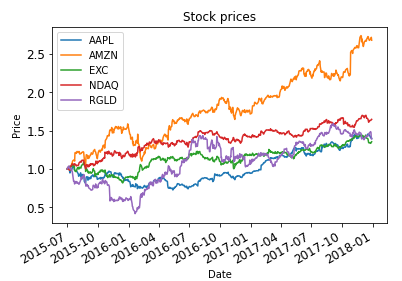 Stock prices
AAPL
AMZN
EXC
NDAQ
RGLD
Price
2.5
2.0
1.5
1.0
0.5
2015-07
2015-10
2016-01
2016-04
2016-07
2016-10
2017-01
2017-04
2017-07
2017-10
2018-01
Date